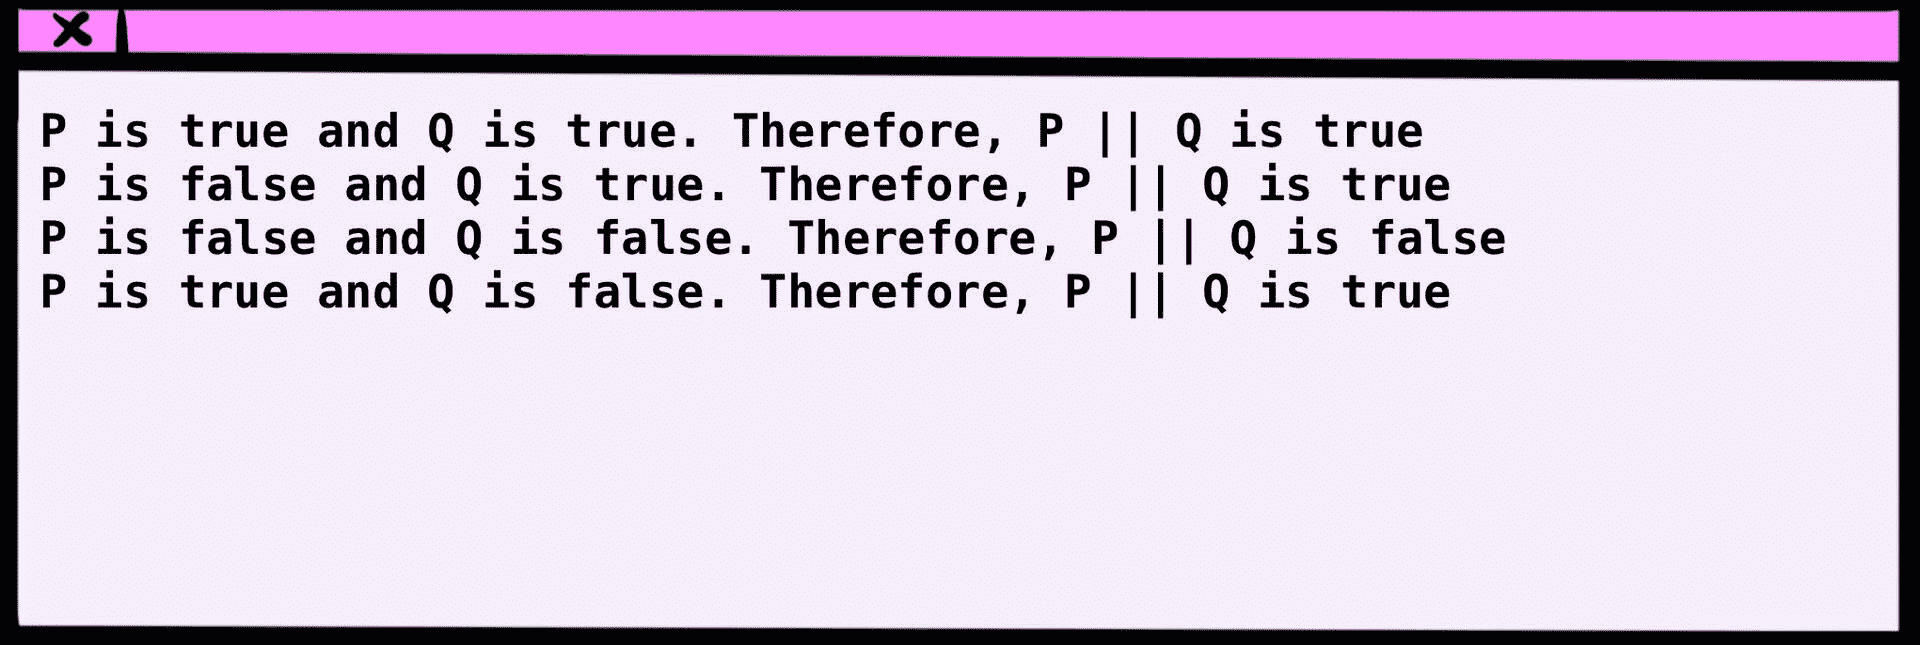 P is true and Q is true. Therefore, P || Q is true
P is false and Q is true. Therefore, P || Q is true
P is false and Q is false. Therefore, P || Q is false
P is true and Q is false. Therefore, P || Q is true